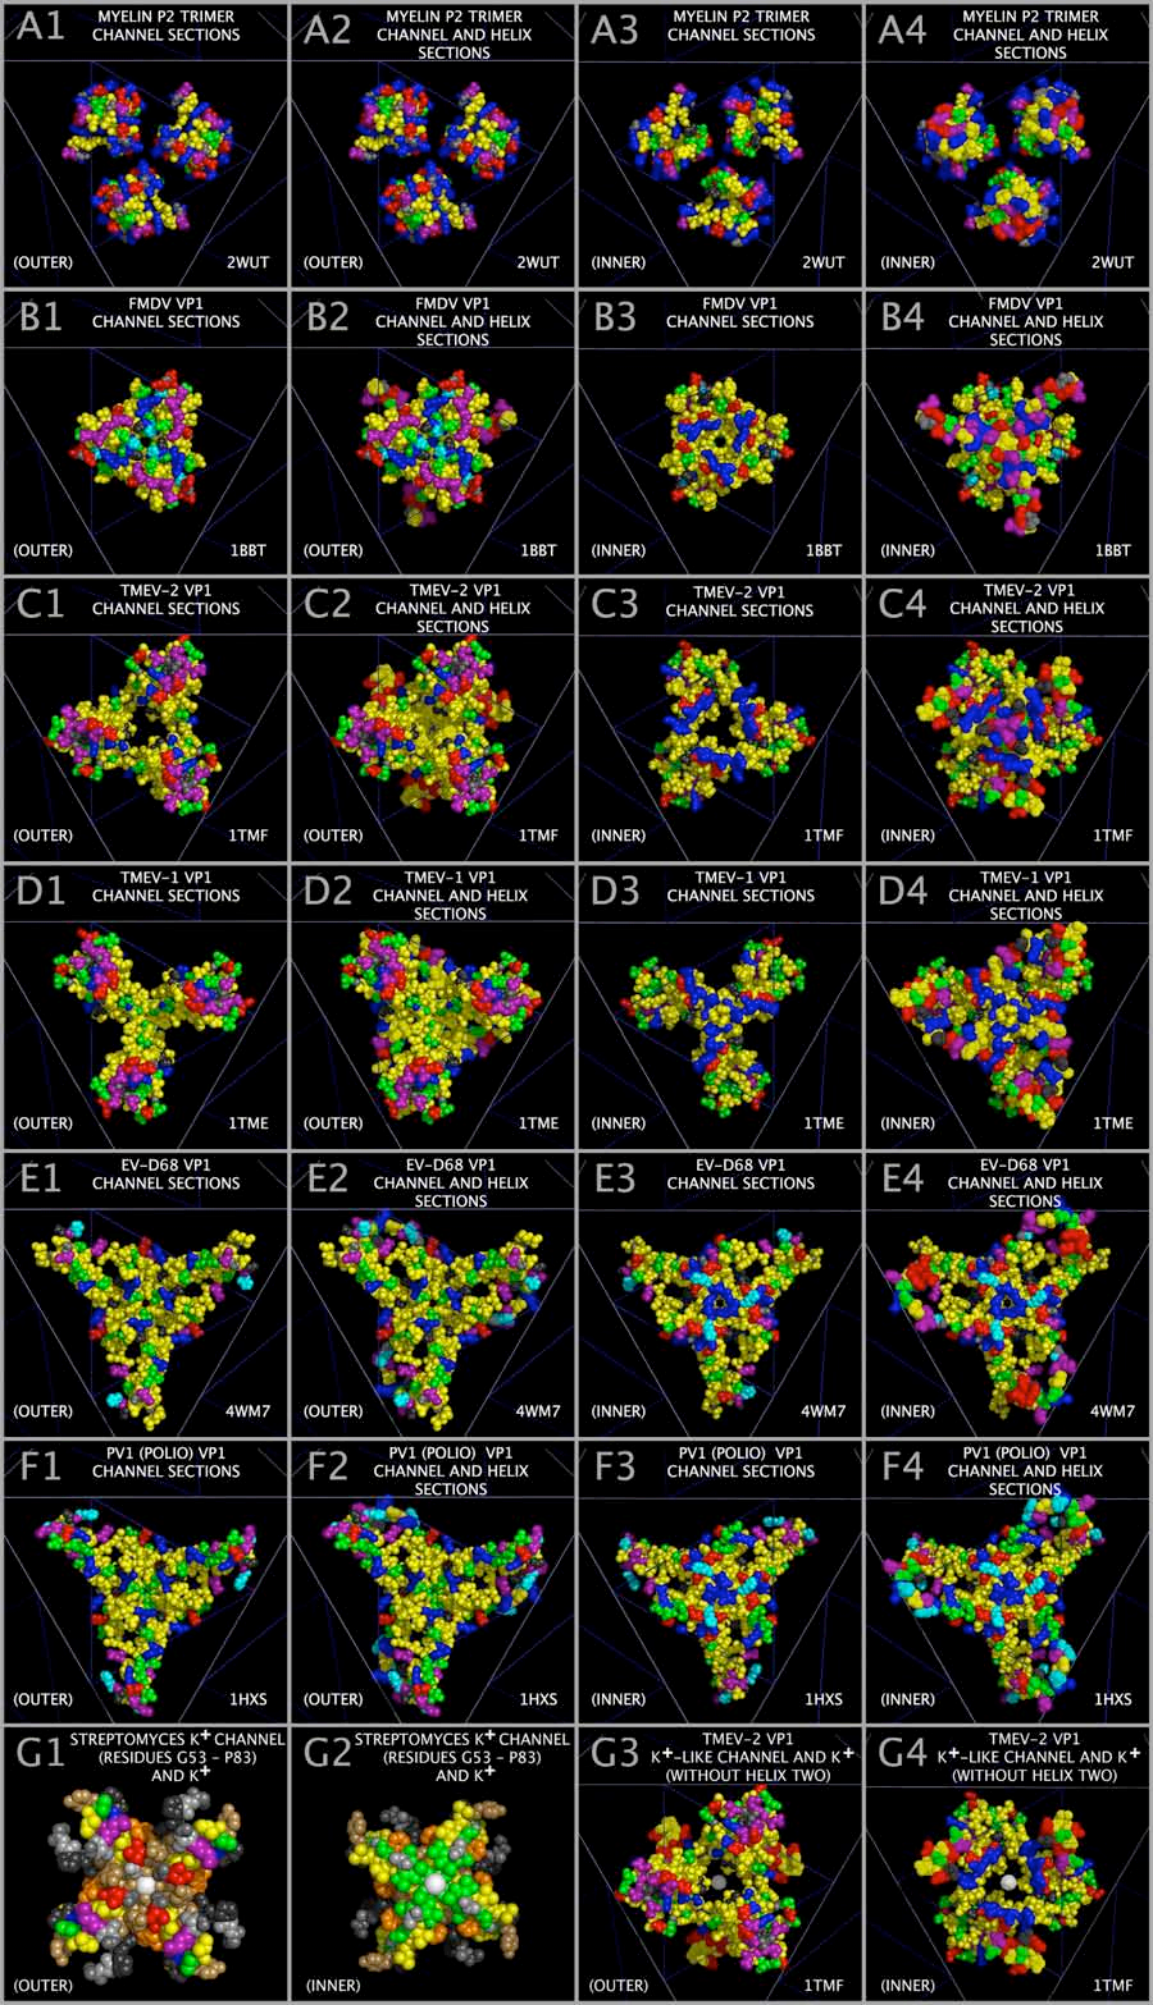 A1
MYELIN P2 TRIMER
CHANNEL SECTIONS
(OUTER)
2WUT
A2
MYELIN P2 TRIMER
CHANNEL AND HELIX
SECTIONS
(OUTER)
2WUT
A3
MYELIN P2 TRIMER
CHANNEL SECTIONS
(INNER)
2WUT
A4
MYELIN P2 TRIMER
CHANNEL AND HELIX
SECTIONS
(INNER)
2WUT
B1
FMDV VP1
CHANNEL SECTIONS
(OUTER)
1BBT
B2
FMDV VP1
CHANNEL AND HELIX
SECTIONS
(OUTER)
1BBT
B3
FMDV VP1
CHANNEL SECTIONS
(INNER)
1BBT
B4
FMDV VP1
CHANNEL AND HELIX
SECTIONS
(INNER)
1BBT
C1
TMEV-2 VP1
CHANNEL SECTIONS
(OUTER)
1TMF
C2
TMEV-2 VP1
CHANNEL AND HELIX
SECTIONS
(OUTER)
1TMF
C3
TMEV-2 VP1
CHANNEL SECTIONS
(INNER)
1TMF
C4
TMEV-2 VP1
CHANNEL AND HELIX
SECTIONS
(INNER)
1TMF
D1
TMEV-1 VP1
CHANNEL SECTIONS
(OUTER)
1TME
D2
TMEV-1 VP1
CHANNEL AND HELIX
SECTIONS
(OUTER)
1TME
D3
TMEV-1 VP1
CHANNEL SECTIONS
(INNER)
1TME
D4
TMEV-1 VP1
CHANNEL AND HELIX
SECTIONS
(INNER)
1TME
E1
EV-D68 VP1
CHANNEL SECTIONS
(OUTER)
4WM7
E2
EV-D68 VP1
CHANNEL AND HELIX
SECTIONS
(OUTER)
4WM7
E3
EV-D68 VP1
CHANNEL SECTIONS
(INNER)
4WM7
E4
EV-D68 VP1
CHANNEL AND HELIX
SECTIONS
(INNER)
4WM7
F1
PV1 (POLIO) VP1
CHANNEL SECTIONS
(OUTER)
1HXS
F2
PV1 (POLIO) VP1
CHANNEL AND HELIX
SECTIONS
(OUTER)
1HXS
F3
PV1 (POLIO) VP1
CHANNEL SECTIONS
(INNER)
1HXS
F4
PV1 (POLIO) VP1
CHANNEL AND HELIX
SECTIONS
(INNER)
1HXS
G1
STREPTOMYCES K⁺ CHANNEL
(RESIDUES G53 - P83)
AND K⁺
(OUTER)
G2
STREPTOMYCES K⁺ CHANNEL
(RESIDUES G53 - P83)
AND K⁺
(INNER)
G3
TMEV-2 VP1
K⁺-LIKE CHANNEL AND K⁺
(WITHOUT HELIX TWO)
(OUTER)
1TMF
G4
TMEV-2 VP1
K⁺-LIKE CHANNEL AND K⁺
(WITHOUT HELIX TWO)
(INNER)
1TMF